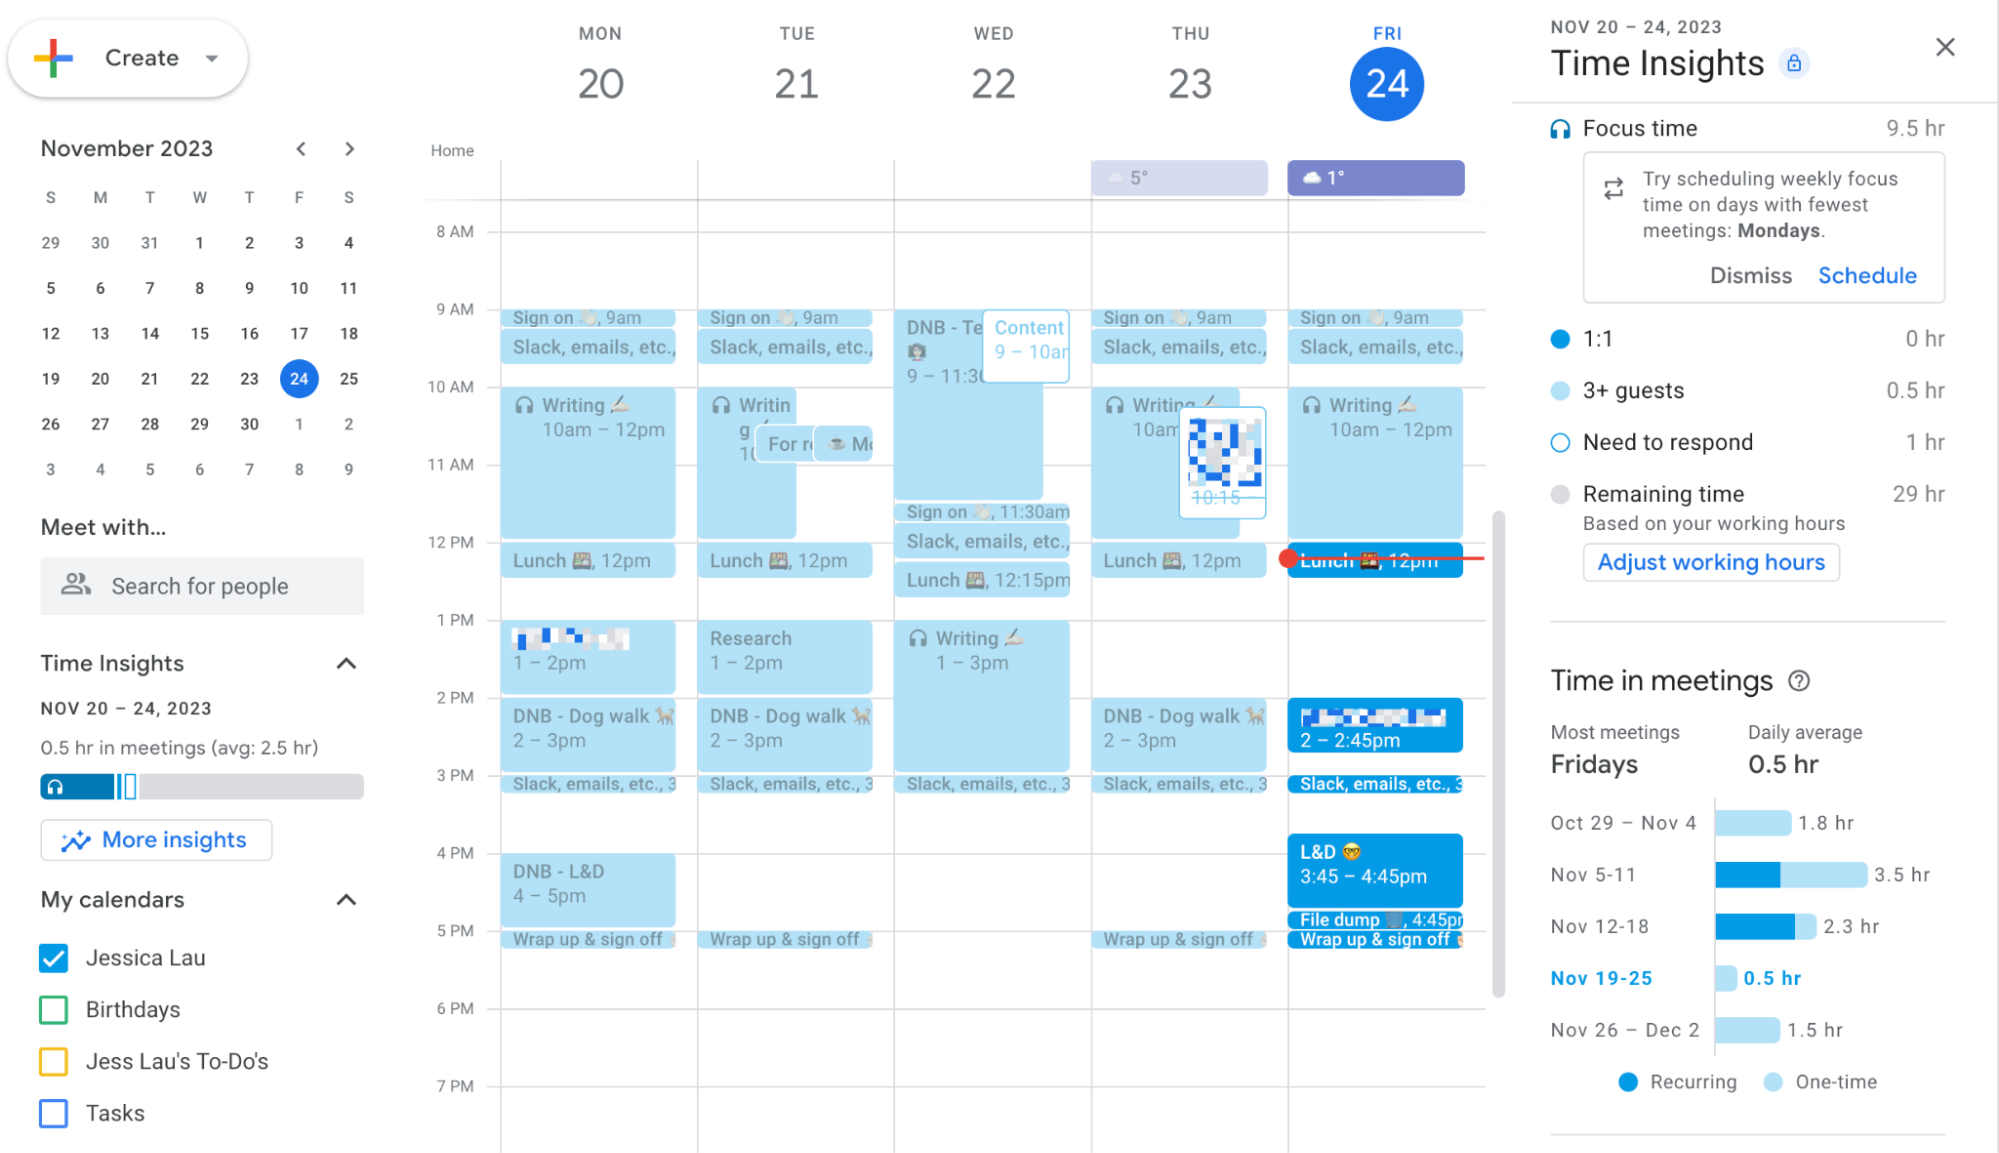 Create
November 2023
S M T W T F S
29 30 31 1 2 3 4
5 6 7 8 9 10 11
12 13 14 15 16 17 18
19 20 21 22 23 24 25
26 27 28 29 30 1 2
3 4 5 6 7 8 9
Meet with...
Search for people
Time Insights
NOV 20 – 24, 2023
0.5 hr in meetings (avg: 2.5 hr)
More insights
My calendars
Jessica Lau
Birthdays
Jess Lau's To-Do's
Tasks
MON
20
TUE
21
WED
22
THU
23
FRI
24
Home
5°
1°
8 AM
9 AM
10 AM
11 AM
12 PM
1 PM
2 PM
3 PM
4 PM
5 PM
6 PM
7 PM
Sign on 👋🏻, 9am
Slack, emails, etc.,
Writing ✍🏻
10am – 12pm
Lunch 🍱, 12pm
1 – 2pm
DNB - Dog walk 🐕
2 – 3pm
Slack, emails, etc., 3
DNB - L&D
4 – 5pm
Wrap up & sign off
Sign on 👋🏻, 9am
Slack, emails, etc.,
Writin
g
10
For r
☕ Mo
Lunch 🍱, 12pm
Research
1 – 2pm
DNB - Dog walk 🐕
2 – 3pm
Slack, emails, etc., 3
Wrap up & sign off
DNB - Te
9 – 11:30
Content
9 – 10am
Sign on 👋🏻, 11:30am
Slack, emails, etc.,
Lunch 🍱, 12:15pm
Writing ✍🏻
1 – 3pm
Slack, emails, etc., 3
Sign on 👋🏻, 9am
Slack, emails, etc.,
Writing
10am
10:15 –
Lunch 🍱, 12pm
DNB - Dog walk 🐕
2 – 3pm
Slack, emails, etc., 3
Wrap up & sign off
Sign on 👋🏻, 9am
Slack, emails, etc.,
Writing ✍🏻
10am – 12pm
Lunch 🍱, 12pm
2 – 2:45pm
Slack, emails, etc., 3
L&D 🤓
3:45 – 4:45pm
File dump 🗑️, 4:45pm
Wrap up & sign off
NOV 20 – 24, 2023
Time Insights
Focus time 9.5 hr
Try scheduling weekly focus
time on days with fewest
meetings: Mondays.
Dismiss Schedule
1:1 0 hr
3+ guests 0.5 hr
Need to respond 1 hr
Remaining time 29 hr
Based on your working hours
Adjust working hours
Time in meetings
Most meetings
Fridays
Daily average
0.5 hr
Oct 29 – Nov 4 1.8 hr
Nov 5-11 3.5 hr
Nov 12-18 2.3 hr
Nov 19-25 0.5 hr
Nov 26 – Dec 2 1.5 hr
Recurring One-time